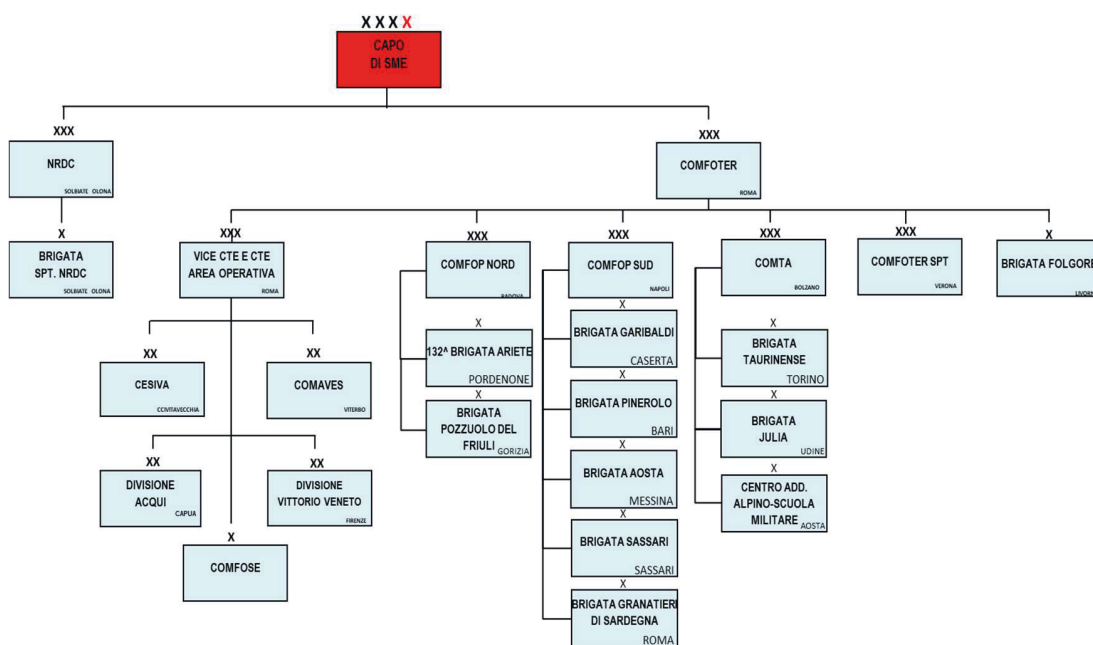 XXXX
CAPO
DI SME
XXX
NRDC
SOLBIATE OLONA
XXX
COMFOTER
ROMA
X
BRIGATA
SPT. NRDC
SOLBIATE OLONA
XXX
VICE CTE E CTE
AREA OPERATIVA
ROMA
XXX
COMFOP NORD
PADOVA
XXX
COMFOP SUD
NAPOLI
XXX
COMTA
BOLZANO
XXX
COMFOTER SPT
VERONA
X
BRIGATA FOLGORE
LIVORN
XX
CESIVA
CCIVITAVECCHIA
XX
COMAVES
VITERBO
XX
DIVISIONE
ACQUI
CAPUA
XX
DIVISIONE
VITTORIO VENETO
FIRENZE
X
COMFOSE
X
132^ BRIGATA ARIETE
PORDENONE
X
BRIGATA
POZZUOLO DEL
FRIULI
GORIZIA
X
BRIGATA GARIBALDI
CASERTA
X
BRIGATA PINEROLO
BARI
X
BRIGATA AOSTA
MESSINA
X
BRIGATA SASSARI
SASSARI
X
BRIGATA GRANATIERI
DI SARDEGNA
ROMA
X
BRIGATA
TAURINENSE
TORINO
X
BRIGATA
JULIA
UDINE
X
CENTRO ADD.
ALPINO-SCUOLA
MILITARE
AOSTA